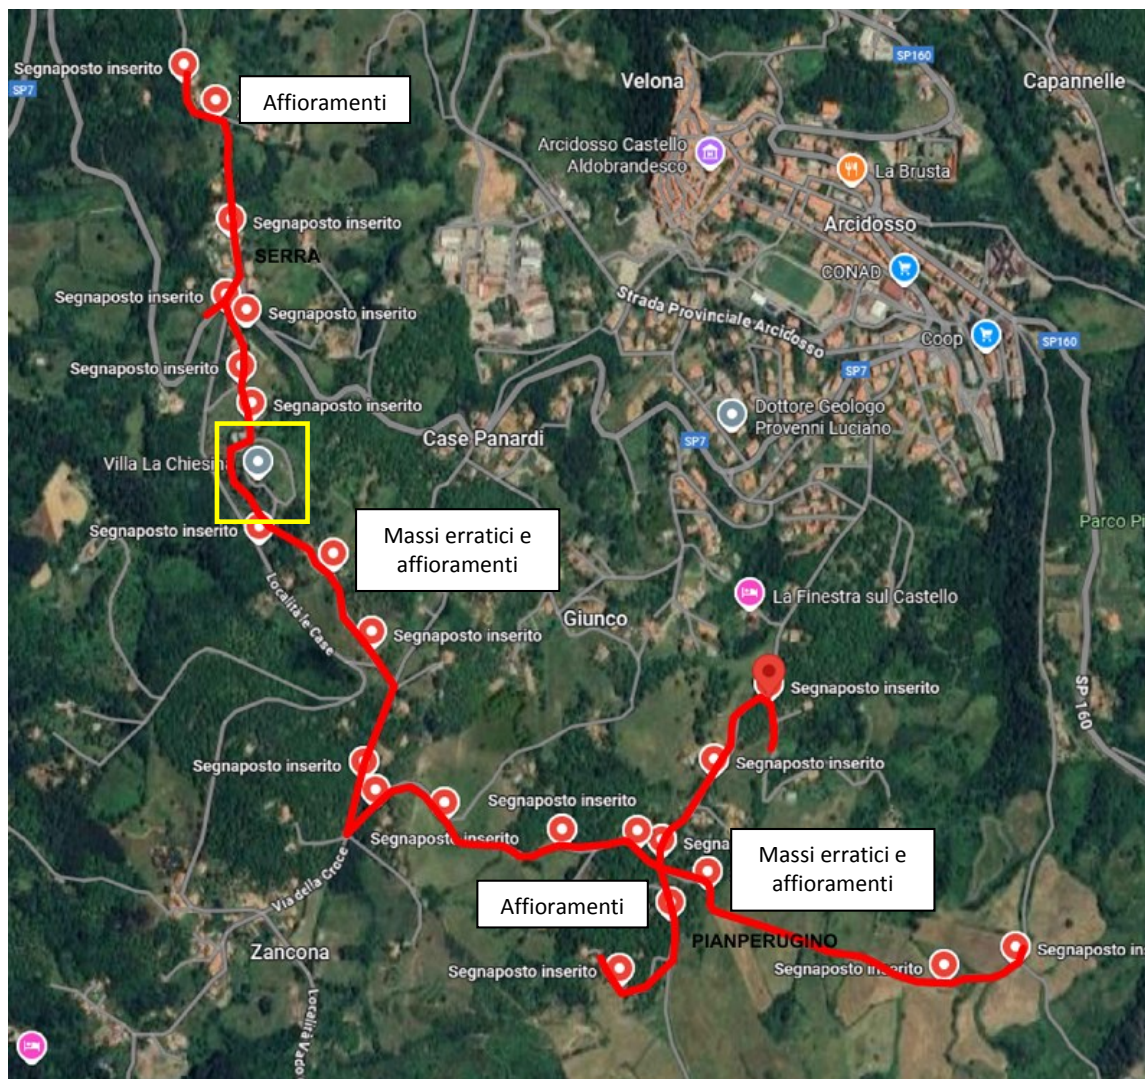 Segnaposto inserito
SP7
Affioramenti
Velona
SP160
Capannelle
Arcidosso Castello
Aldobrandesco
La Brusta
Arcidosso
Segnaposto inserito
SERRA
CONAD
Segnaposto inserito
Segnaposto inserito
Strada Provinciale Arcidosso
Coop
SP160
Segnaposto inserito
SP7
Segnaposto inserito
Dottore Geologo
Provenni Luciano
Case Panardi
SP7
Villa La Chiesina
Segnaposto inserito
Massi erratici e
affioramenti
Parco Pi
Località le Case
Giunco
La Finestra sul Castello
Segnaposto inserito
Segnaposto inserito
SP 160
Segnaposto inserito
Segnaposto inserito
Segnaposto inserito
Segnaposto inserito
Segna
Massi erratici e
affioramenti
Via della Croce
Affioramenti
PIANPERUGINO
Zancona
Segnaposto inserito
Segnaposto inserito
Segnaposto in
Località Vado